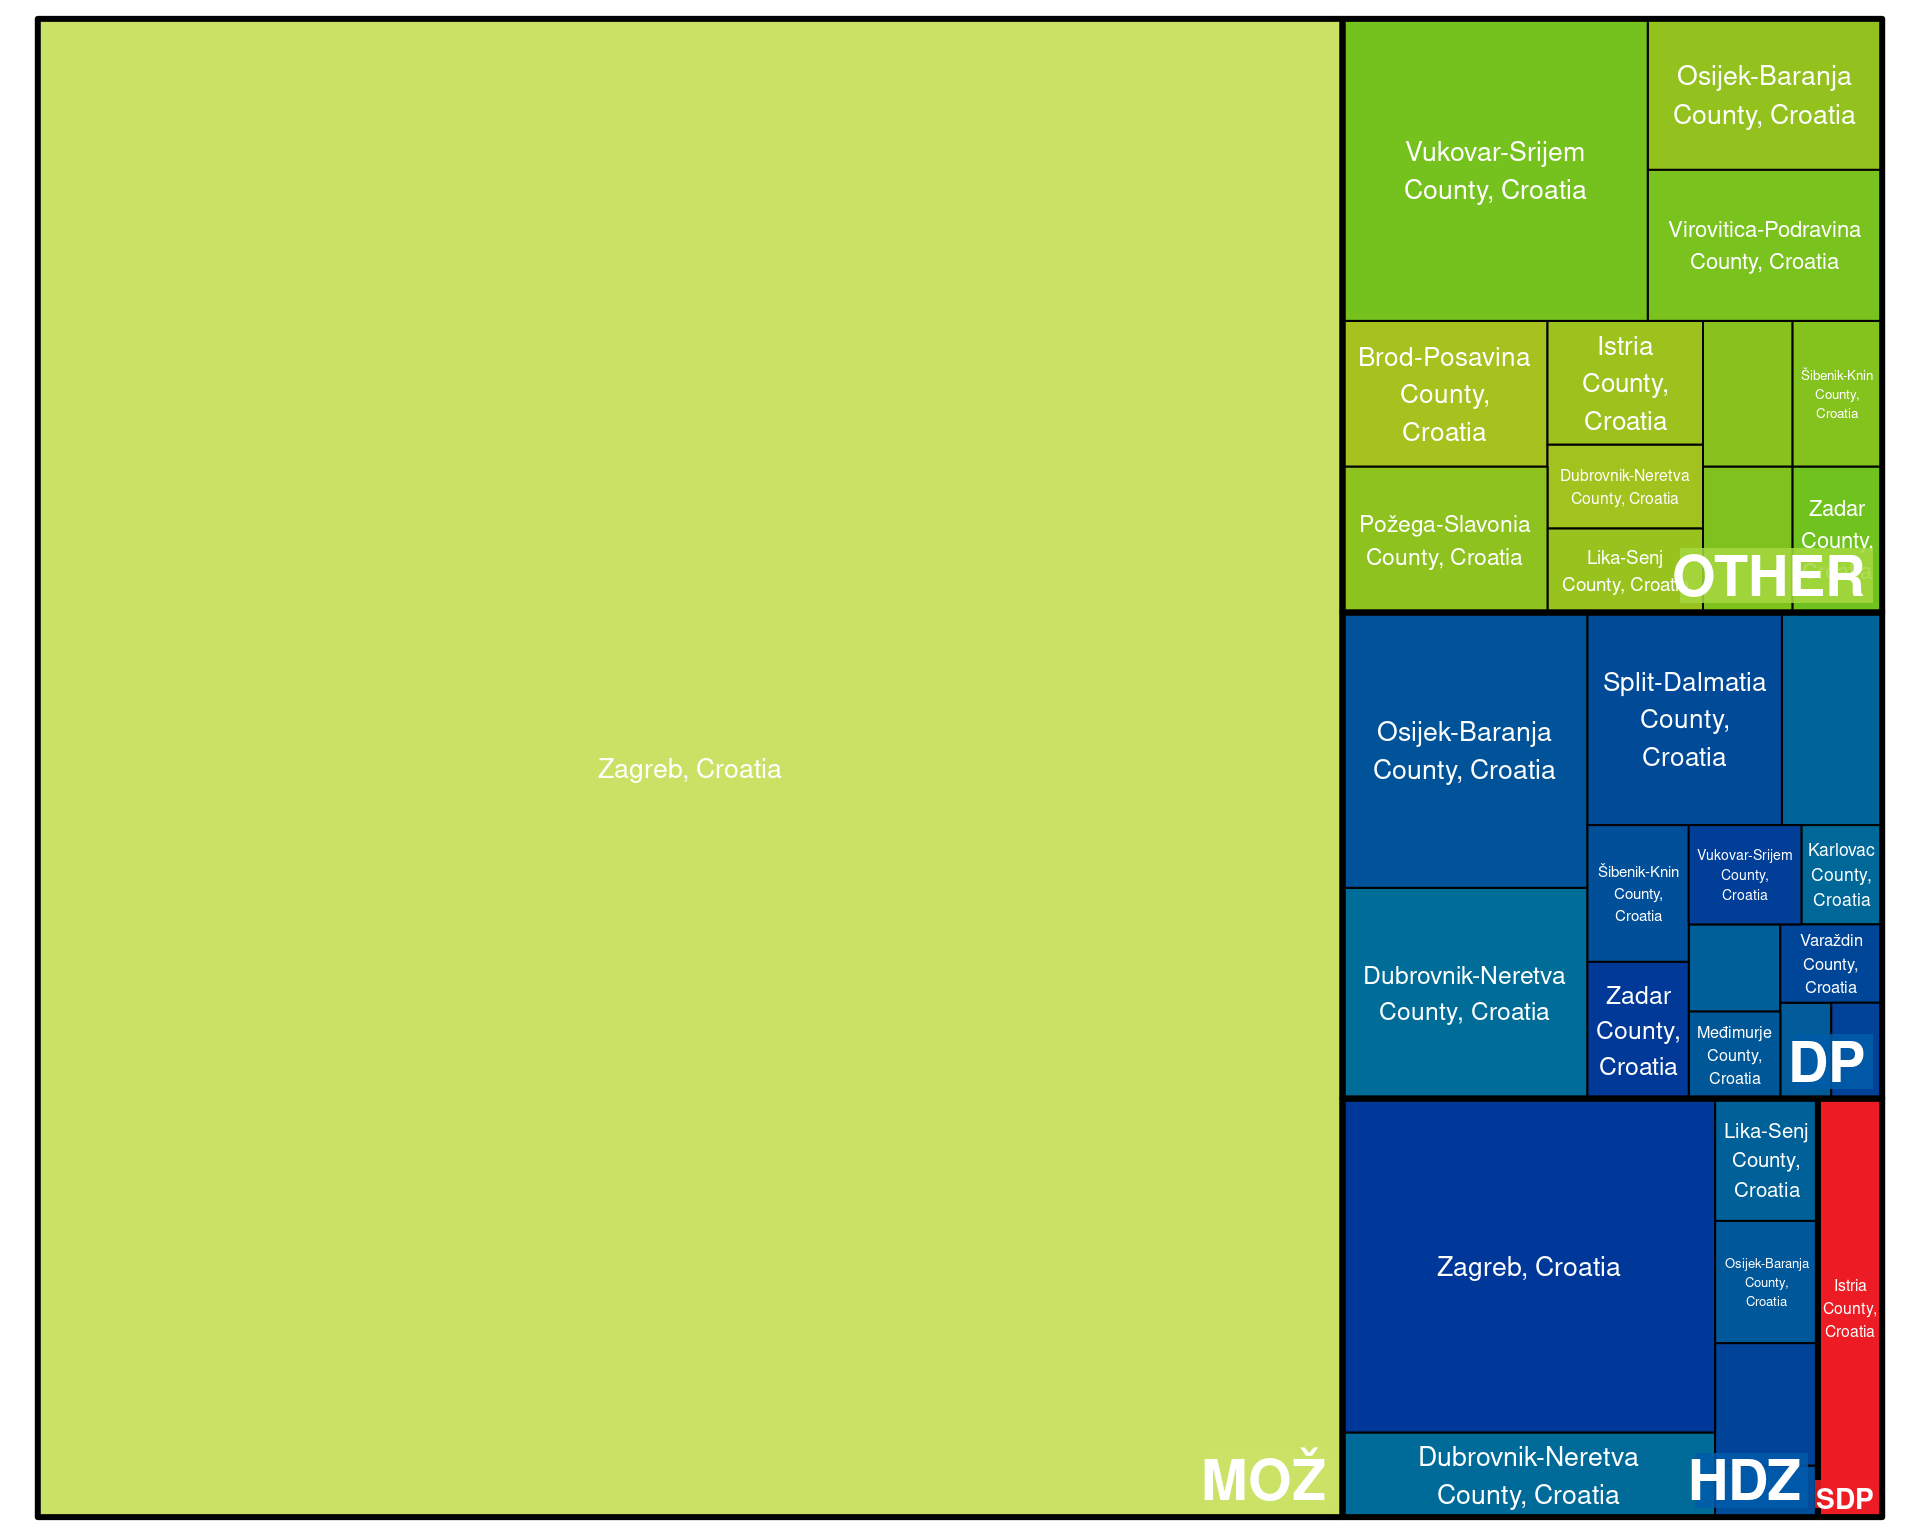 Zagreb, Croatia
MOŽ
Vukovar-Srijem
County, Croatia
Osijek-Baranja
County, Croatia
Virovitica-Podravina
County, Croatia
Brod-Posavina
County,
Croatia
Istria
County,
Croatia
Šibenik-Knin
County,
Croatia
Dubrovnik-Neretva
County, Croatia
Požega-Slavonia
County, Croatia
Lika-Senj
County, Croatia
Zadar
County,
Croatia
OTHER
Osijek-Baranja
County, Croatia
Split-Dalmatia
County,
Croatia
Dubrovnik-Neretva
County, Croatia
Šibenik-Knin
County,
Croatia
Vukovar-Srijem
County,
Croatia
Karlovac
County,
Croatia
Zadar
County,
Croatia
Varaždin
County,
Croatia
Međimurje
County,
Croatia
DP
Zagreb, Croatia
Lika-Senj
County,
Croatia
Osijek-Baranja
County,
Croatia
Dubrovnik-Neretva
County, Croatia
HDZ
Istria
County,
Croatia
SDP